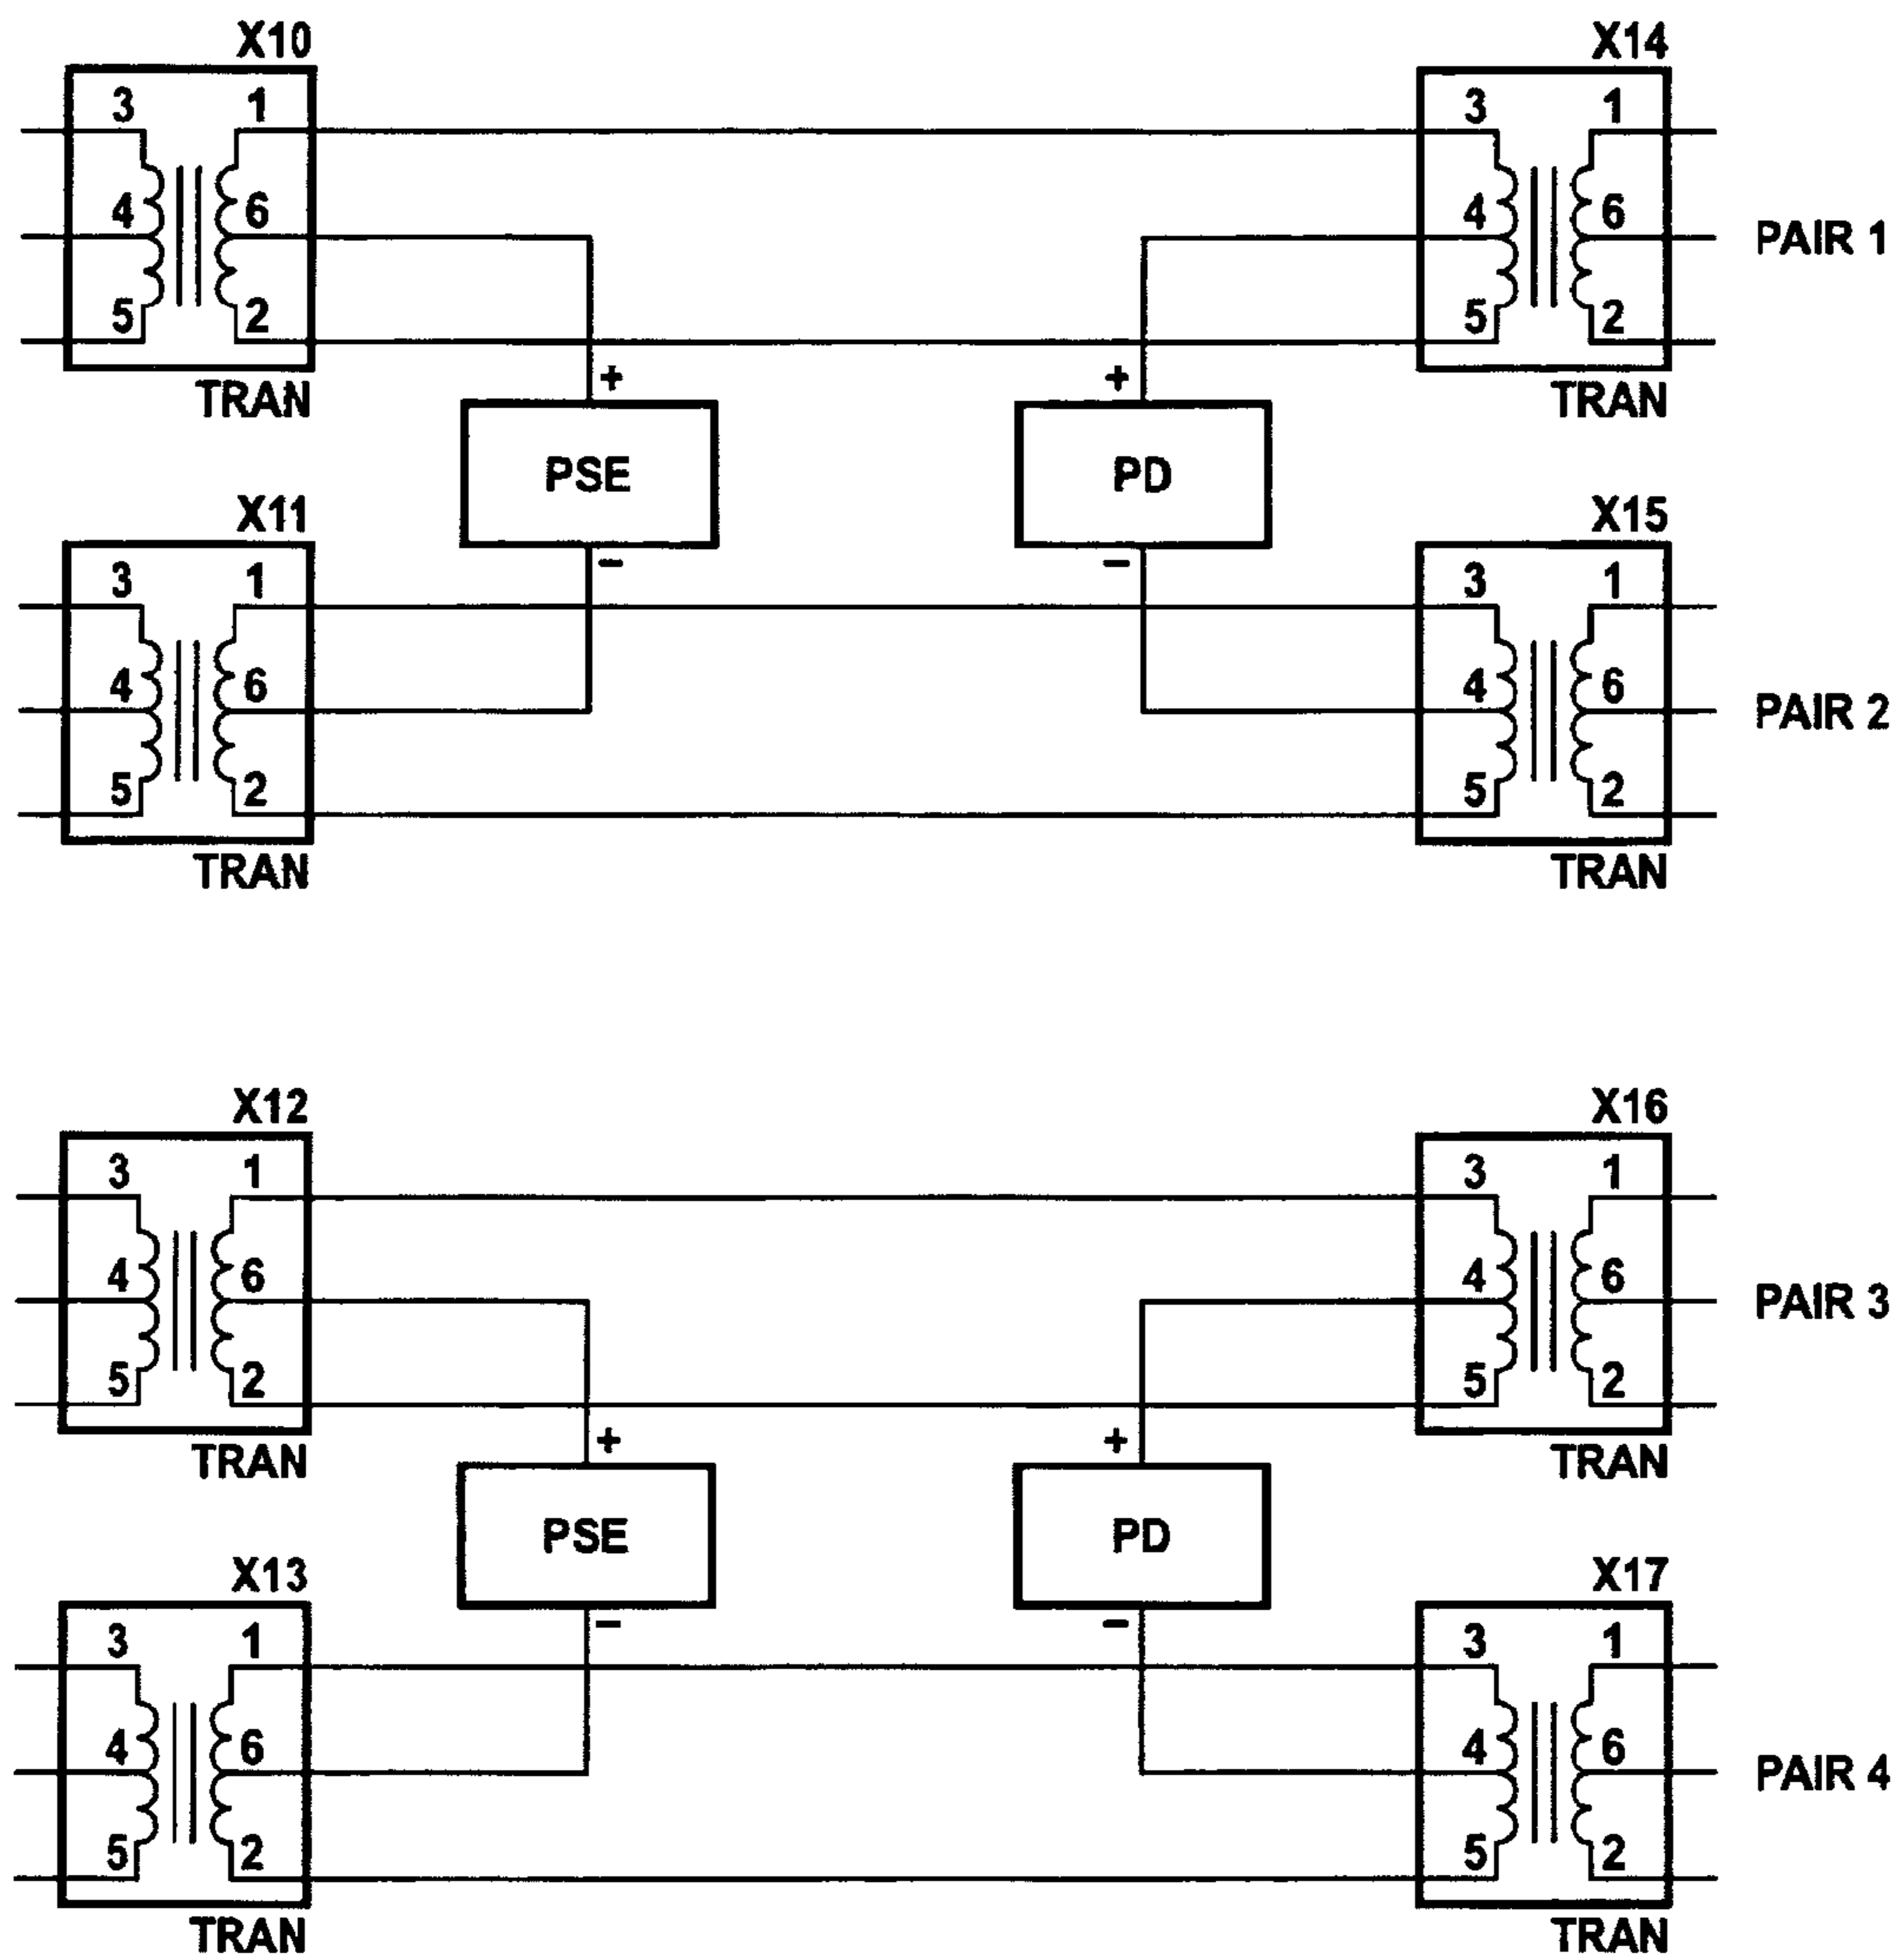 X10 X14
3 1 3 1
4 6 4 6 PAIR 1
5 2 5 2
+ +
TRAN TRAN
PSE PD
X11 X15
- -
3 1 3 1
4 6 4 6 PAIR 2
5 2 5 2
TRAN TRAN
X12 X16
3 1 3 1
4 6 4 6 PAIR 3
5 2 5 2
+ +
TRAN TRAN
PSE PD
X13 X17
- -
3 1 3 1
4 6 4 6 PAIR 4
5 2 5 2
TRAN TRAN